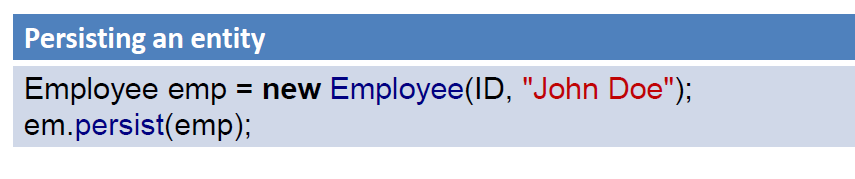 Persisting an entity
Employee emp = new Employee(ID, "John Doe");
em.persist(emp);